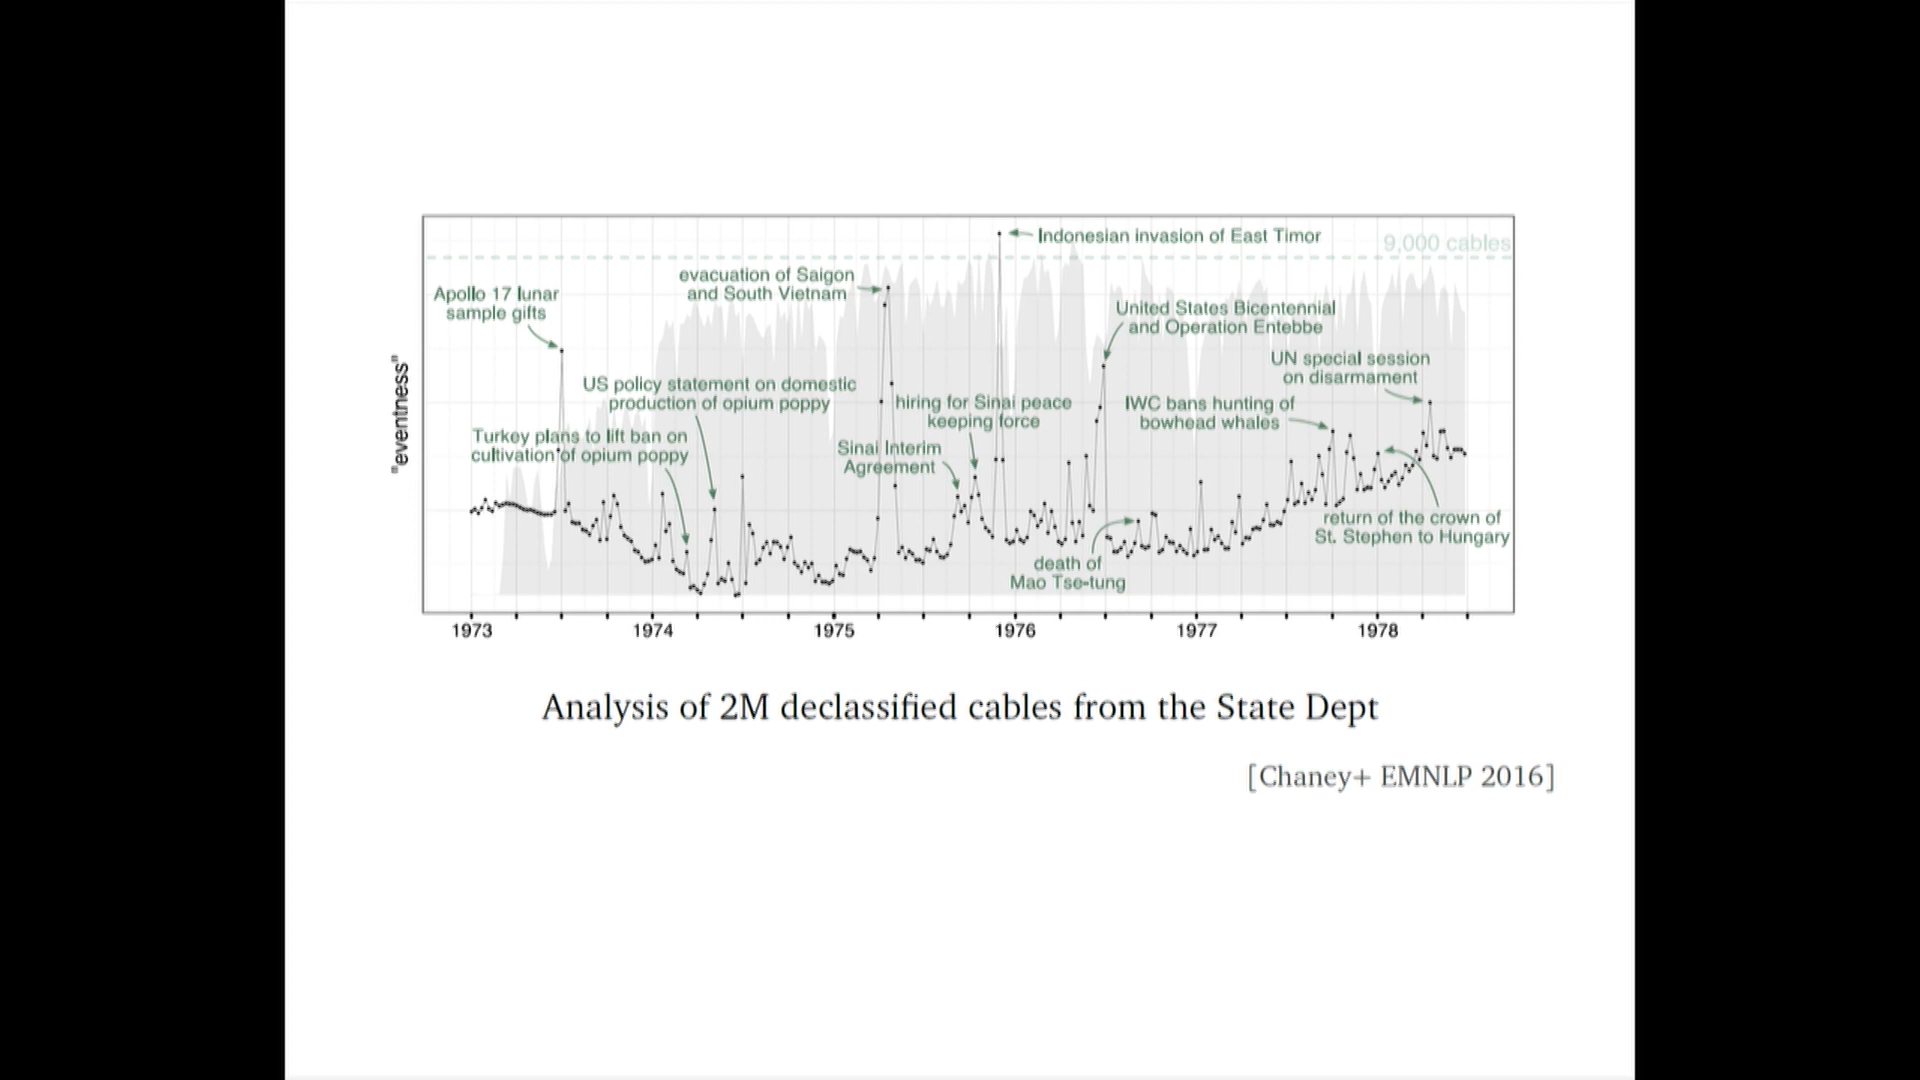 Indonesian invasion of East Timor
9,000 cables
evacuation of Saigon
and South Vietnam
Apollo 17 lunar
sample gifts
United States Bicentennial
and Operation Entebbe
UN special session
on disarmament
US policy statement on domestic
production of opium poppy
hiring for Sinai peace
keeping force
IWC bans hunting of
bowhead whales
Turkey plans to lift ban on
cultivation of opium poppy
Sinai Interim
Agreement
return of the crown of
St. Stephen to Hungary
death of
Mao Tse-tung
"eventness"
1973 1974 1975 1976 1977 1978
Analysis of 2M declassified cables from the State Dept
[Chaney+ EMNLP 2016]